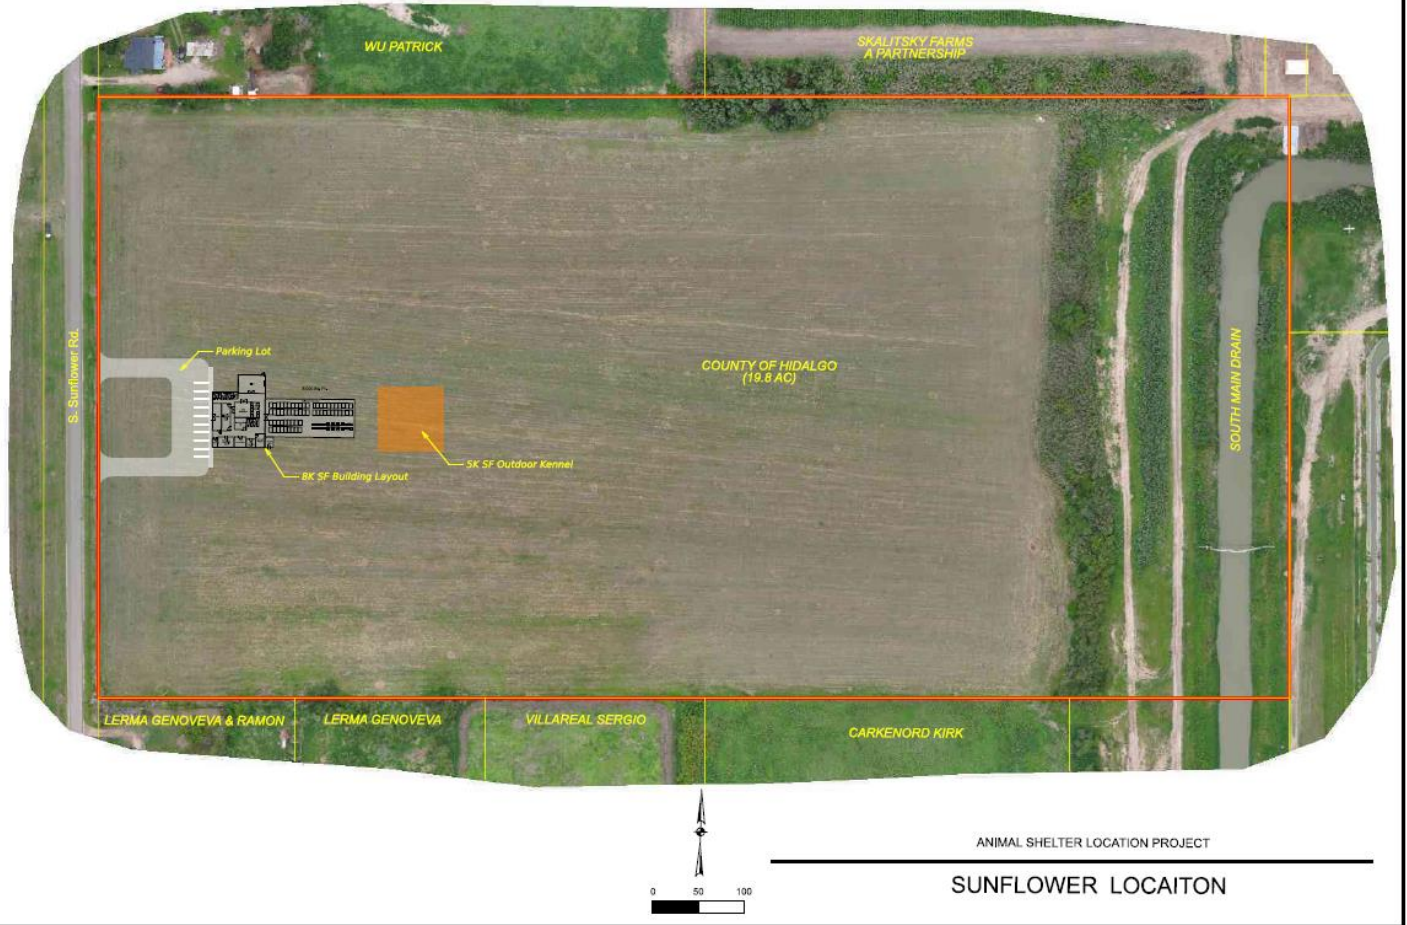 WU PATRICK
SKALITSKY FARMS
A PARTNERSHIP
S. Sunflower Rd.
Parking Lot
COUNTY OF HIDALGO
(19.8 AC)
SOUTH MAIN DRAIN
5K SF Outdoor Kennel
8K SF Building Layout
LERMA GENOVEVA & RAMON
LERMA GENOVEVA
VILLAREAL SERGIO
CARKENORD KIRK
0 50 100
ANIMAL SHELTER LOCATION PROJECT
SUNFLOWER LOCAITON